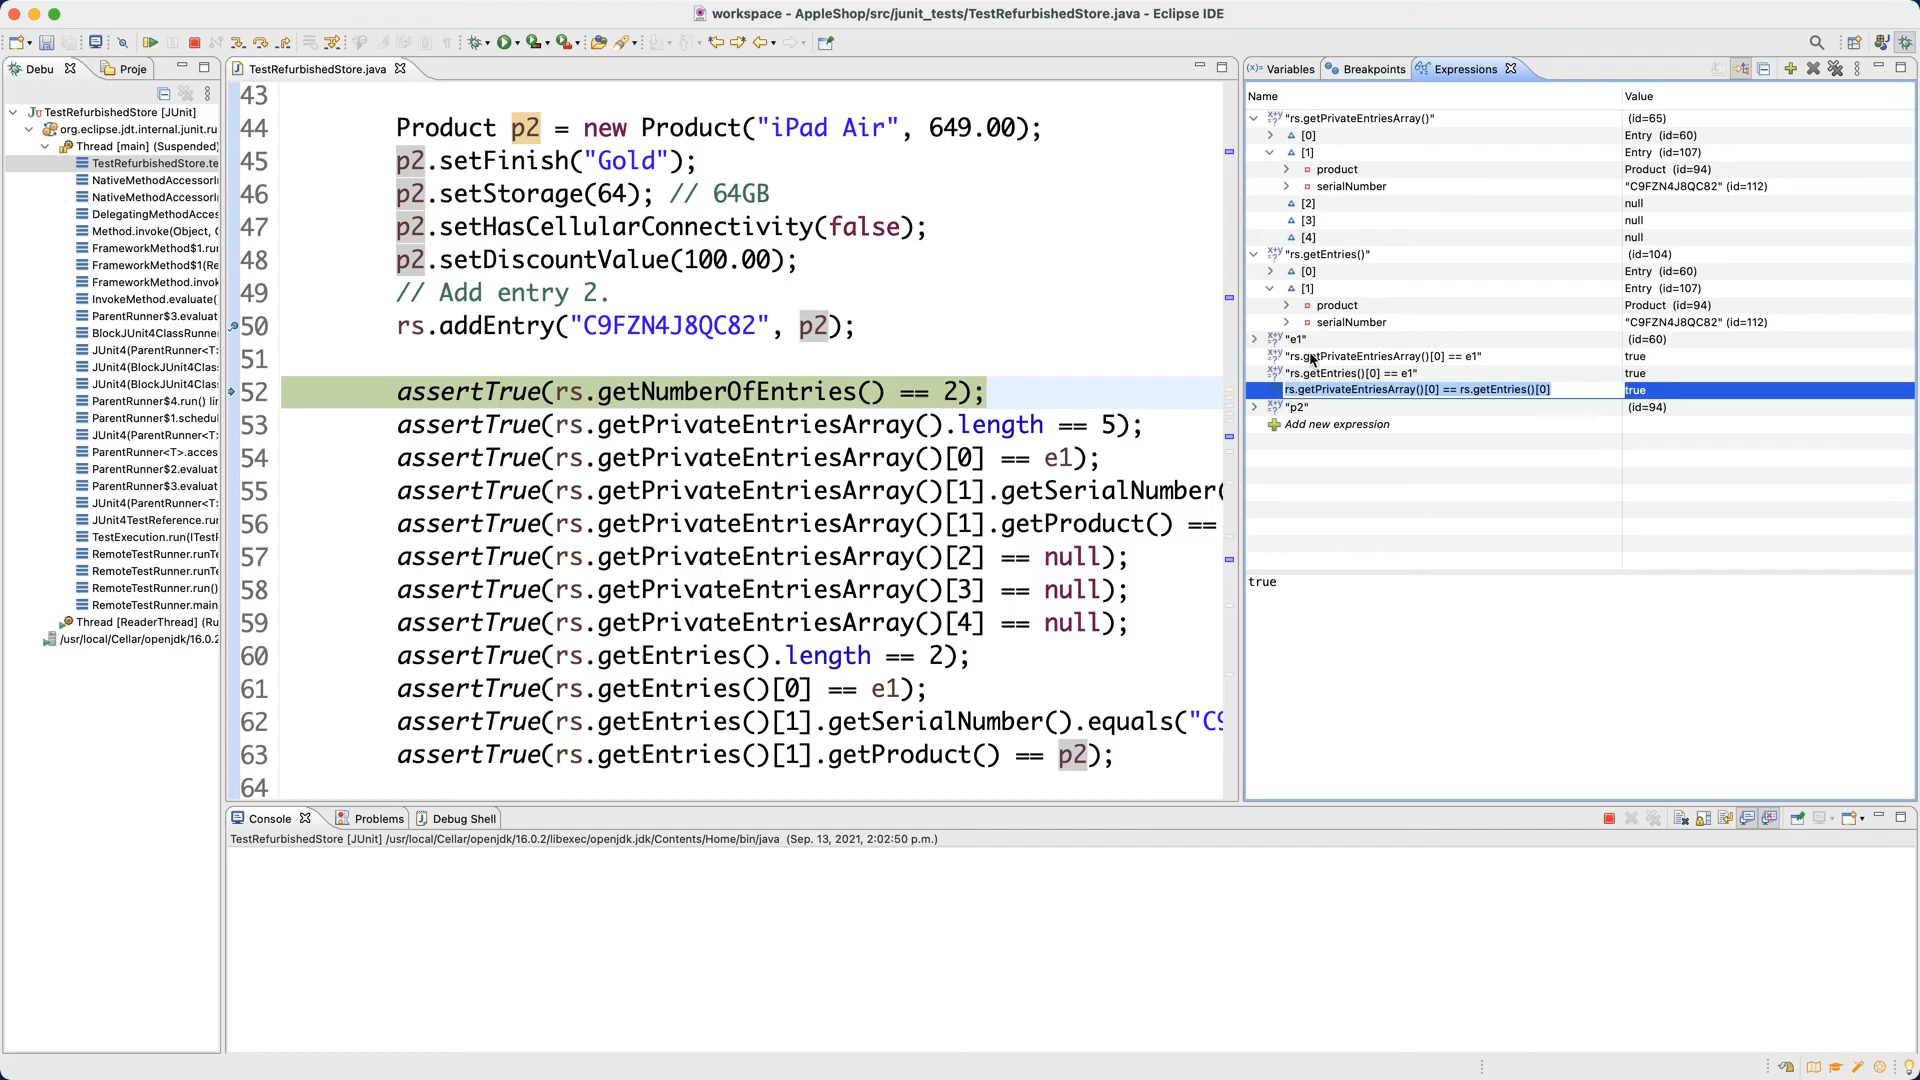 workspace - AppleShop/src/junit_tests/TestRefurbishedStore.java - Eclipse IDE
Debu
Proje
TestRefurbishedStore [JUnit]
org.eclipse.jdt.internal.junit.ru
Thread [main] (Suspended)
TestRefurbishedStore.te
NativeMethodAccessorI
NativeMethodAccessorI
DelegatingMethodAcces
Method.invoke(Object, O
FrameworkMethod$1.run
FrameworkMethod$1(Re
FrameworkMethod.invok
InvokeMethod.evaluate(
ParentRunner$3.evaluat
BlockJUnit4ClassRunner
JUnit4(ParentRunner<T:
JUnit4(BlockJUnit4Clas
JUnit4(BlockJUnit4Clas
ParentRunner$4.run() lin
ParentRunner$1.schedul
JUnit4(ParentRunner<T:
ParentRunner<T>.acces
ParentRunner$2.evaluat
ParentRunner$3.evaluat
JUnit4(ParentRunner<T:
JUnit4TestReference.run
TestExecution.run(ITestF
RemoteTestRunner.runTe
RemoteTestRunner.runTe
RemoteTestRunner.run()
RemoteTestRunner.main
Thread [ReaderThread] (Ru
/usr/local/Cellar/openjdk/16.0.2
TestRefurbishedStore.java
43
44 Product p2 = new Product("iPad Air", 649.00);
45 p2.setFinish("Gold");
46 p2.setStorage(64); // 64GB
47 p2.setHasCellularConnectivity(false);
48 p2.setDiscountValue(100.00);
49 // Add entry 2.
50 rs.addEntry("C9FZN4J8QC82", p2);
51
52 assertTrue(rs.getNumberOfEntries() == 2);
53 assertTrue(rs.getPrivateEntriesArray().length == 5);
54 assertTrue(rs.getPrivateEntriesArray()[0] == e1);
55 assertTrue(rs.getPrivateEntriesArray()[1].getSerialNumber(
56 assertTrue(rs.getPrivateEntriesArray()[1].getProduct() ==
57 assertTrue(rs.getPrivateEntriesArray()[2] == null);
58 assertTrue(rs.getPrivateEntriesArray()[3] == null);
59 assertTrue(rs.getPrivateEntriesArray()[4] == null);
60 assertTrue(rs.getEntries().length == 2);
61 assertTrue(rs.getEntries()[0] == e1);
62 assertTrue(rs.getEntries()[1].getSerialNumber().equals("C9
63 assertTrue(rs.getEntries()[1].getProduct() == p2);
64
Variables
Breakpoints
Expressions
Name Value
"rs.getPrivateEntriesArray()" (id=65)
[0] Entry (id=60)
[1] Entry (id=107)
product Product (id=94)
serialNumber "C9FZN4J8QC82" (id=112)
[2] null
[3] null
[4] null
"rs.getEntries()" (id=104)
[0] Entry (id=60)
[1] Entry (id=107)
product Product (id=94)
serialNumber "C9FZN4J8QC82" (id=112)
"e1" (id=60)
"rs.getPrivateEntriesArray()[0] == e1" true
"rs.getEntries()[0] == e1" true
rs.getPrivateEntriesArray()[0] == rs.getEntries()[0] true
"p2" (id=94)
Add new expression
true
Console
Problems
Debug Shell
TestRefurbishedStore [JUnit] /usr/local/Cellar/openjdk/16.0.2/libexec/openjdk.jdk/Contents/Home/bin/java (Sep. 13, 2021, 2:02:50 p.m.)